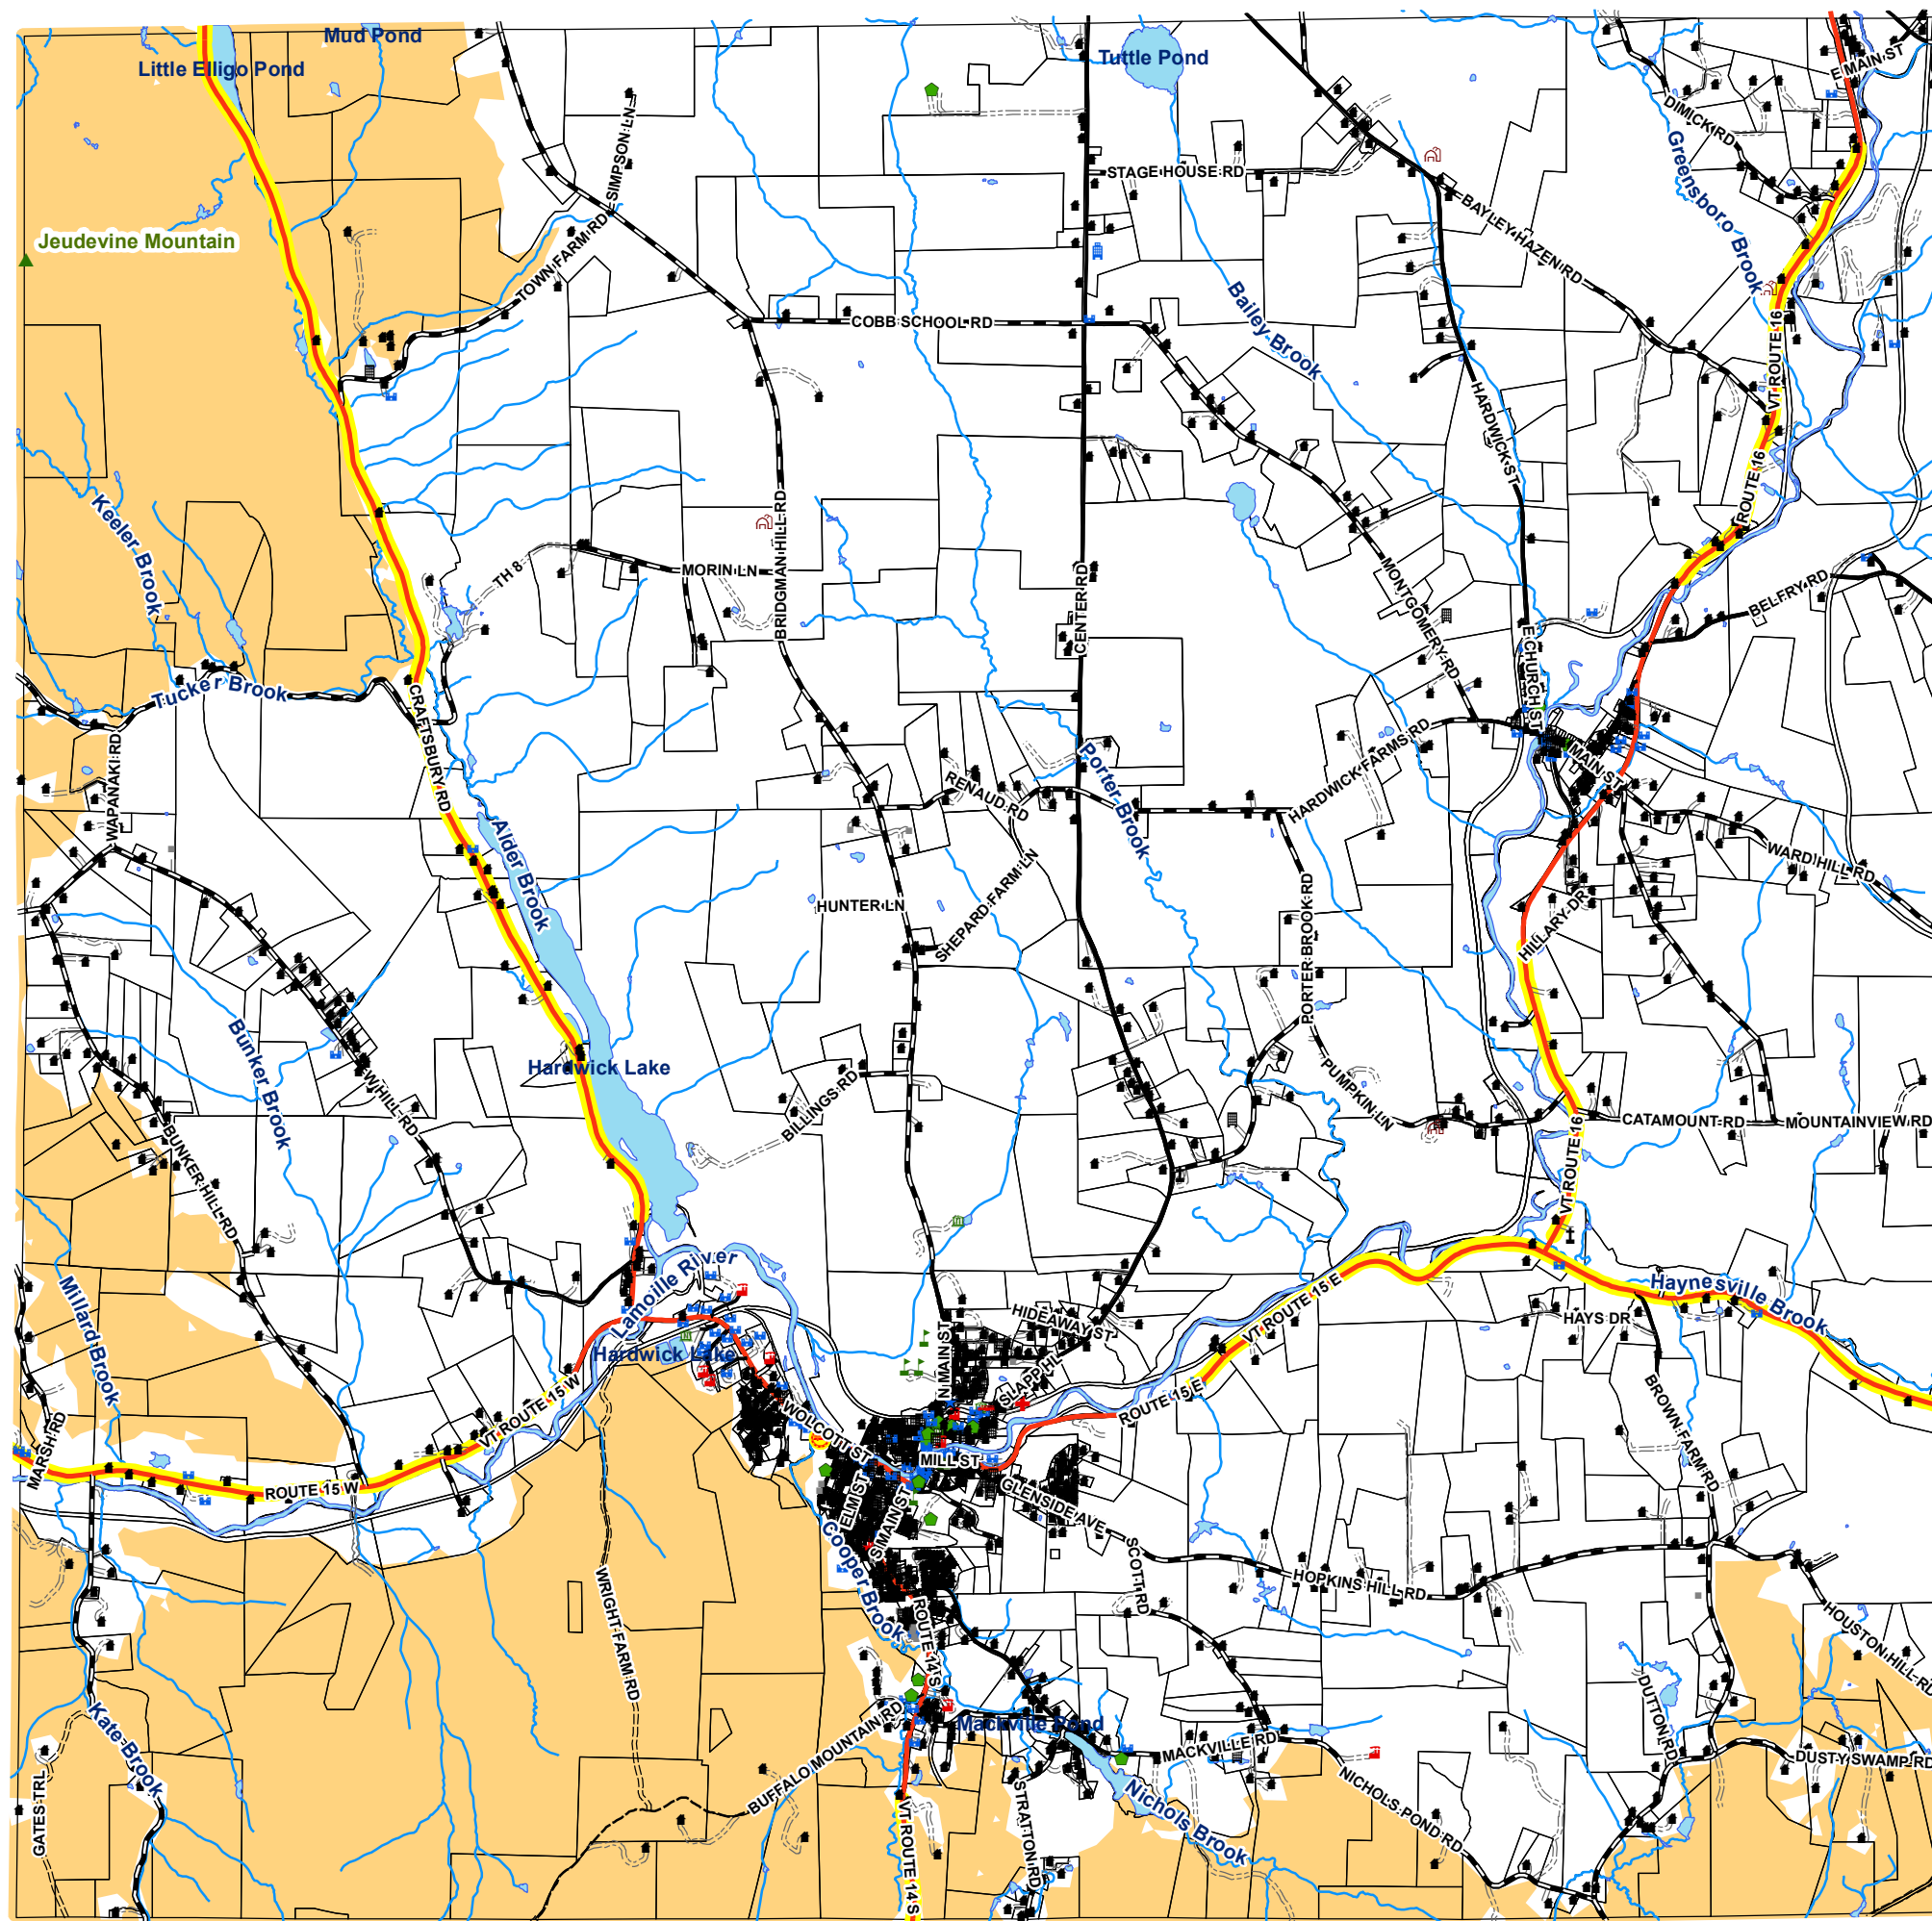 Mud Pond
Little Elligo Pond
Tuttle Pond
E MAIN ST
DIMICK RD
Greensboro Brook
SIMPSON LN
STAGE HOUSE RD
BAYLEY HAZEN RD
Jeudevine Mountain
TOWN FARM RD
Bailey Brook
COBB SCHOOL RD
VT ROUTE 16
HARDWICK ST
ROUTE 16
Keeler Brook
BRIDGMAN HILL RD
TH 8
MORIN LN
CENTER RD
MONTGOMERY RD
BELFRY RD
E CHURCH ST
Tucker Brook
CRAFTSBURY RD
WAPANAKI RD
Porter Brook
HARDWICK FARMS RD
MAIN ST
RENAUD RD
Alder Brook
WARD HILL RD
SHEPARD FARM LN
HUNTER LN
PORTER BROOK RD
HILLARY DR
Bunker Brook
Hardwick Lake
W HILL RD
BILLINGS RD
PUMPKIN LN
CATAMOUNT RD
MOUNTAINVIEW RD
BUNKER HILL RD
VT ROUTE 16
Lamoille River
Millard Brook
VT ROUTE 15 E
Haynesville Brook
HIDEAWAY ST
HAYS DR
N MAIN ST
Hardwick Lake
SLAPP HL
ROUTE 15 E
BROWN FARM RD
VT ROUTE 15 W
WOLCOTT ST
MARSH RD
MILL ST
ROUTE 15 W
GLENSIDE AVE
ELM ST
S MAIN ST
Cooper Brook
SCOTT RD
HOPKINS HILL RD
WRIGHT FARM RD
ROUTE 14 S
HOUSTON HILL RD
DUTTON RD
Kate Brook
Mackville Pond
BUFFALO MOUNTAIN RD
MACKVILLE RD
DUSTY SWAMP RD
GATES TRL
NICHOLS POND RD
STRATTON RD
Nichols Brook
VT ROUTE 14 S